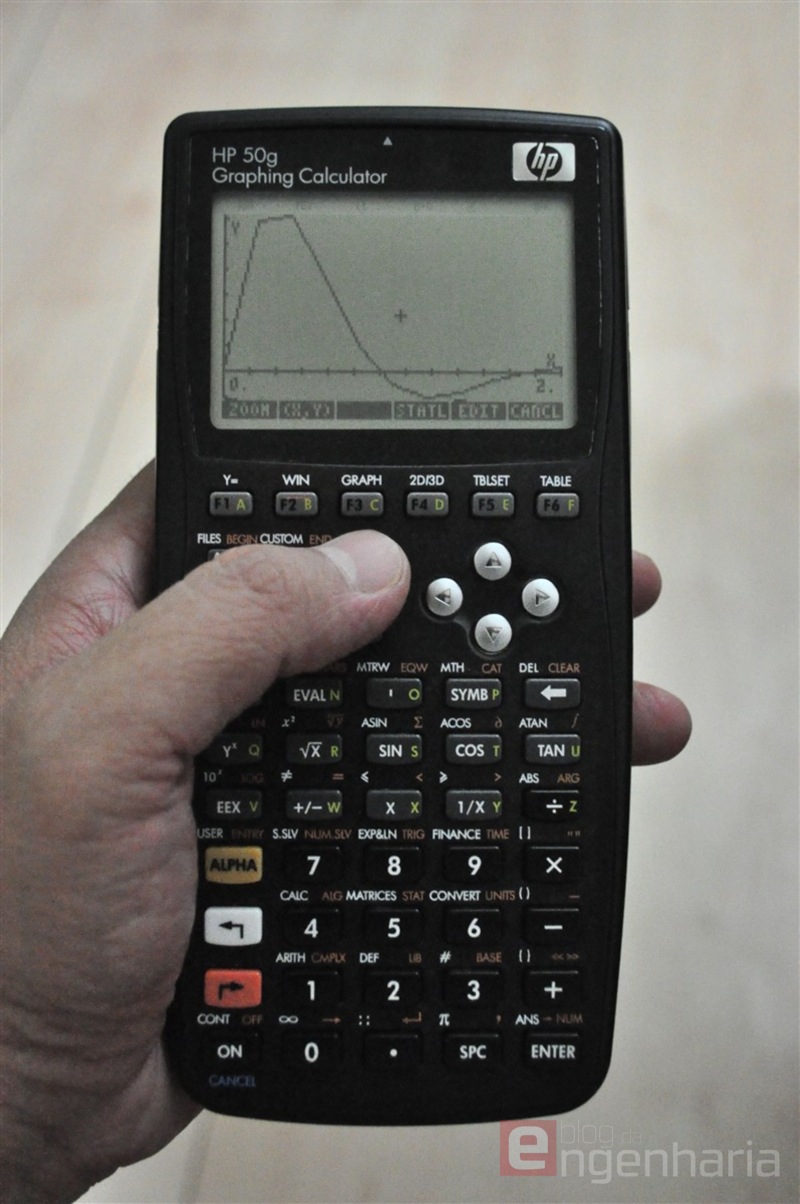 HP 50g
Graphing Calculator
hp
Y
X
0. 2.
ZOOM (X,Y) STATL EDIT CANCL
Y= WIN GRAPH 2D/3D TBLSET TABLE
F1 A F2 B F3 C F4 D F5 E F6 F
FILES BEGIN CUSTOM END
MTRW EQW MTH CAT DEL CLEAR
EVAL N ' O SYMB P
x² ASIN Σ ACOS ∂ ATAN ∫
Yˣ Q √X R SIN S COS T TAN U
10ˣ LOG ≠ = ≤ < ≥ > ABS ARG
EEX V +/− W X X 1/X Y ÷ Z
USER ENTRY S.SLV NUM.SLV EXP&LN TRIG FINANCE TIME [ ] " "
ALPHA 7 8 9 ×
CALC ALG MATRICES STAT CONVERT UNITS ( ) _
4 5 6 −
ARITH CMPLX DEF LIB # BASE { } << >>
1 2 3 +
CONT OFF ∞ → : : ↵ π , ANS → NUM
ON 0 . SPC ENTER
CANCEL
blog da
engenharia